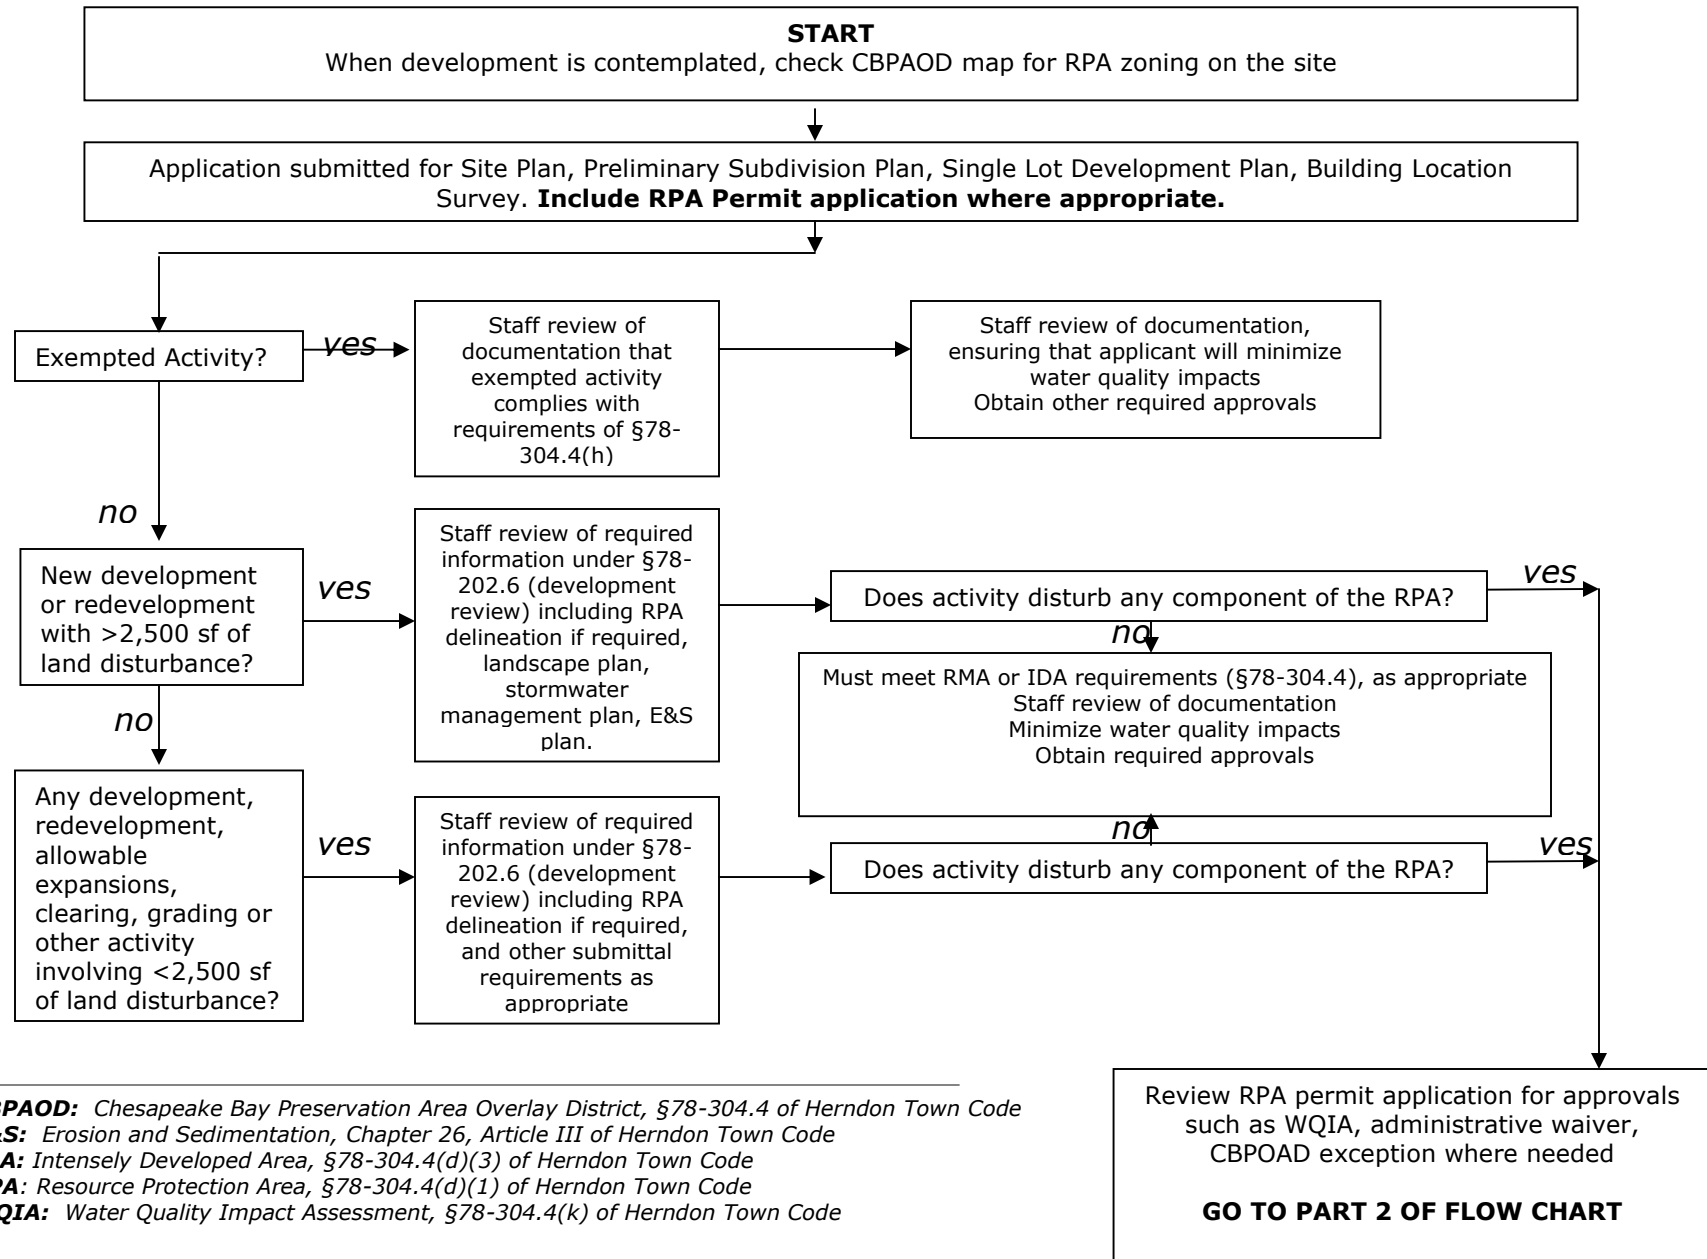 START
When development is contemplated, check CBPAOD map for RPA zoning on the site
Application submitted for Site Plan, Preliminary Subdivision Plan, Single Lot Development Plan, Building Location
Survey. Include RPA Permit application where appropriate.
Exempted Activity?
yes
Staff review of
documentation that
exempted activity
complies with
requirements of §78-
304.4(h)
Staff review of documentation,
ensuring that applicant will minimize
water quality impacts
Obtain other required approvals
no
New development
or redevelopment
with >2,500 sf of
land disturbance?
yes
Staff review of required
information under §78-
202.6 (development
review) including RPA
delineation if required,
landscape plan,
stormwater
management plan, E&S
plan.
Does activity disturb any component of the RPA?
yes
no
Must meet RMA or IDA requirements (§78-304.4), as appropriate
Staff review of documentation
Minimize water quality impacts
Obtain required approvals
no
Any development,
redevelopment,
allowable
expansions,
clearing, grading or
other activity
involving <2,500 sf
of land disturbance?
yes
Staff review of required
information under §78-
202.6 (development
review) including RPA
delineation if required,
and other submittal
requirements as
appropriate
no
Does activity disturb any component of the RPA?
yes
Review RPA permit application for approvals
such as WQIA, administrative waiver,
CBPOAD exception where needed
GO TO PART 2 OF FLOW CHART
BPAOD: Chesapeake Bay Preservation Area Overlay District, §78-304.4 of Herndon Town Code
&S: Erosion and Sedimentation, Chapter 26, Article III of Herndon Town Code
A: Intensely Developed Area, §78-304.4(d)(3) of Herndon Town Code
PA: Resource Protection Area, §78-304.4(d)(1) of Herndon Town Code
QIA: Water Quality Impact Assessment, §78-304.4(k) of Herndon Town Code